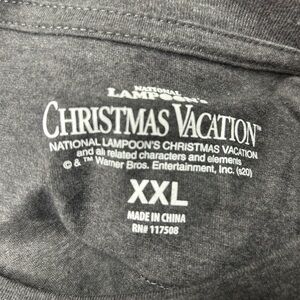 NATIONAL
LAMPOON'S
CHRISTMAS VACATION™
NATIONAL LAMPOON'S CHRISTMAS VACATION
and all related characters and elements
© & ™ Warner Bros. Entertainment, Inc. (s20)
XXL
MADE IN CHINA
RN# 117508